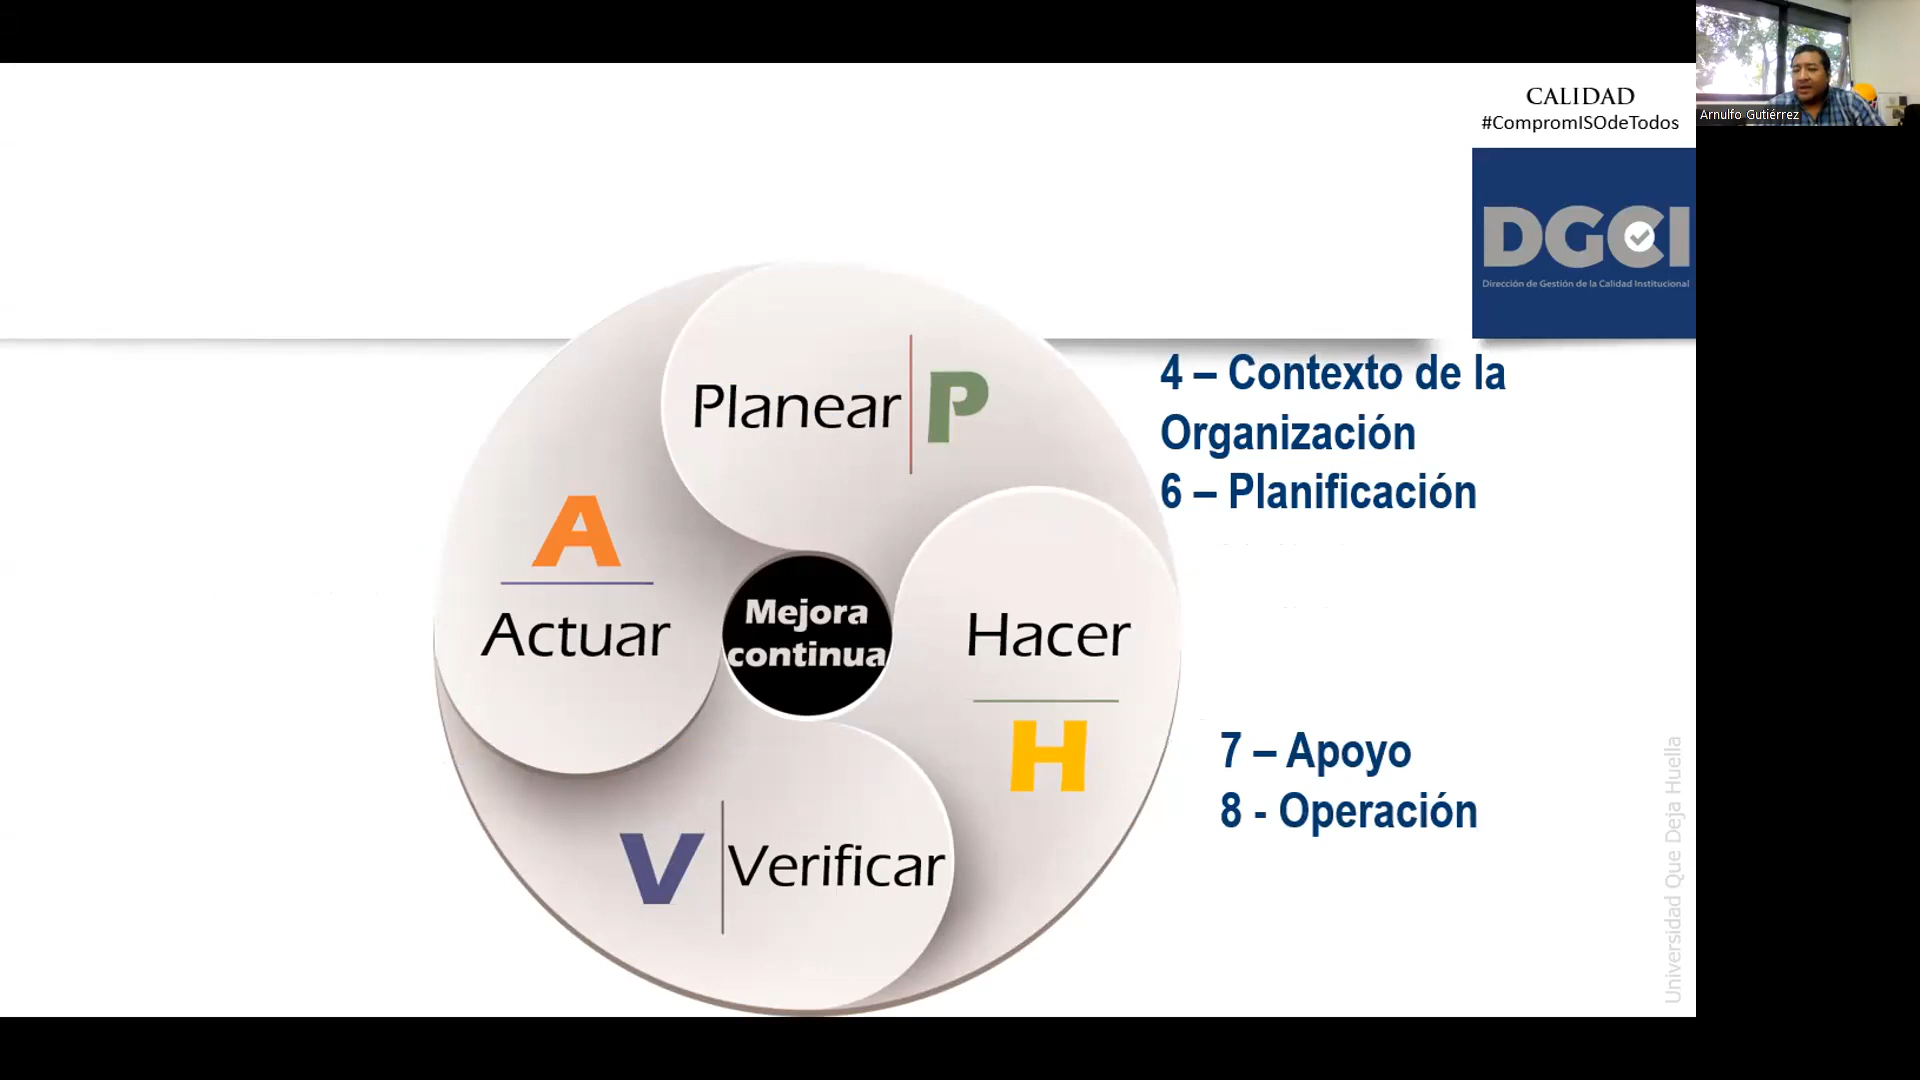 CALIDAD
#CompromISOdeTodos
Arnulfo Gutiérrez
DGCI
Dirección de Gestión de la Calidad Institucional
Planear
P
4 – Contexto de la
Organización
6 – Planificación
A
Actuar
Mejora
continua
Hacer
H
7 – Apoyo
8 - Operación
V
Verificar
Universidad Que Deja Huella